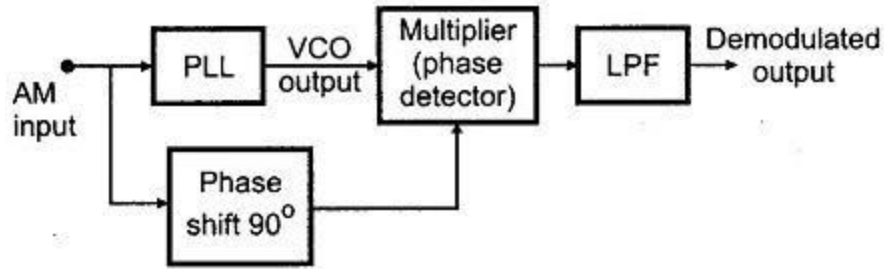 AM
input
PLL
VCO
output
Multiplier
(phase
detector)
LPF
Demodulated
output
Phase
shift 90°